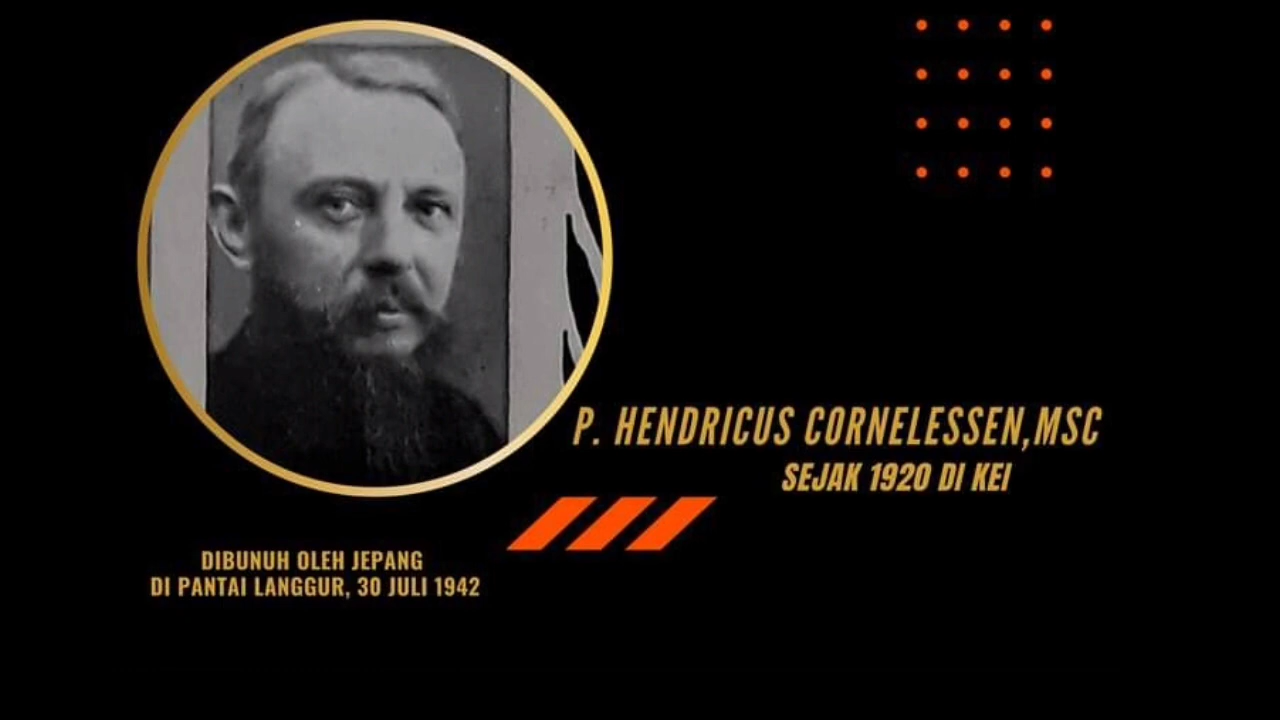 P. HENDRICUS CORNELESSEN,MSC
SEJAK 1920 DI KEI
DIBUNUH OLEH JEPANG
DI PANTAI LANGGUR, 30 JULI 1942